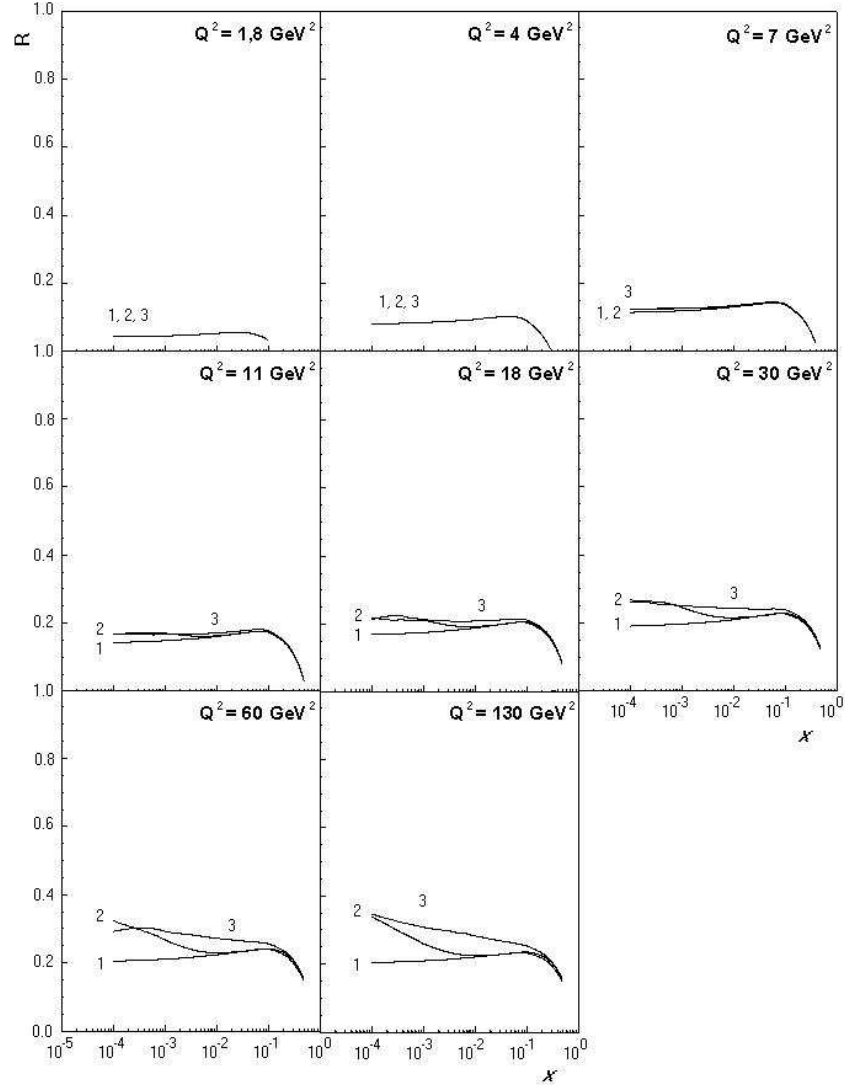 1.0
R
0.8
0.6
0.4
0.2
Q² = 1,8 GeV²
1, 2, 3
Q² = 4 GeV²
1, 2, 3
Q² = 7 GeV²
3
1, 2
1.0
0.8
0.6
0.4
0.2
Q² = 11 GeV²
2
3
1
Q² = 18 GeV²
2
3
1
Q² = 30 GeV²
2
3
1
10⁻⁴ 10⁻³ 10⁻² 10⁻¹ 10⁰
x
1.0
0.8
0.6
0.4
0.2
0.0
Q² = 60 GeV²
2
3
1
Q² = 130 GeV²
3
2
1
10⁻⁵ 10⁻⁴ 10⁻³ 10⁻² 10⁻¹ 10⁰ 10⁻⁴ 10⁻³ 10⁻² 10⁻¹ 10⁰
x